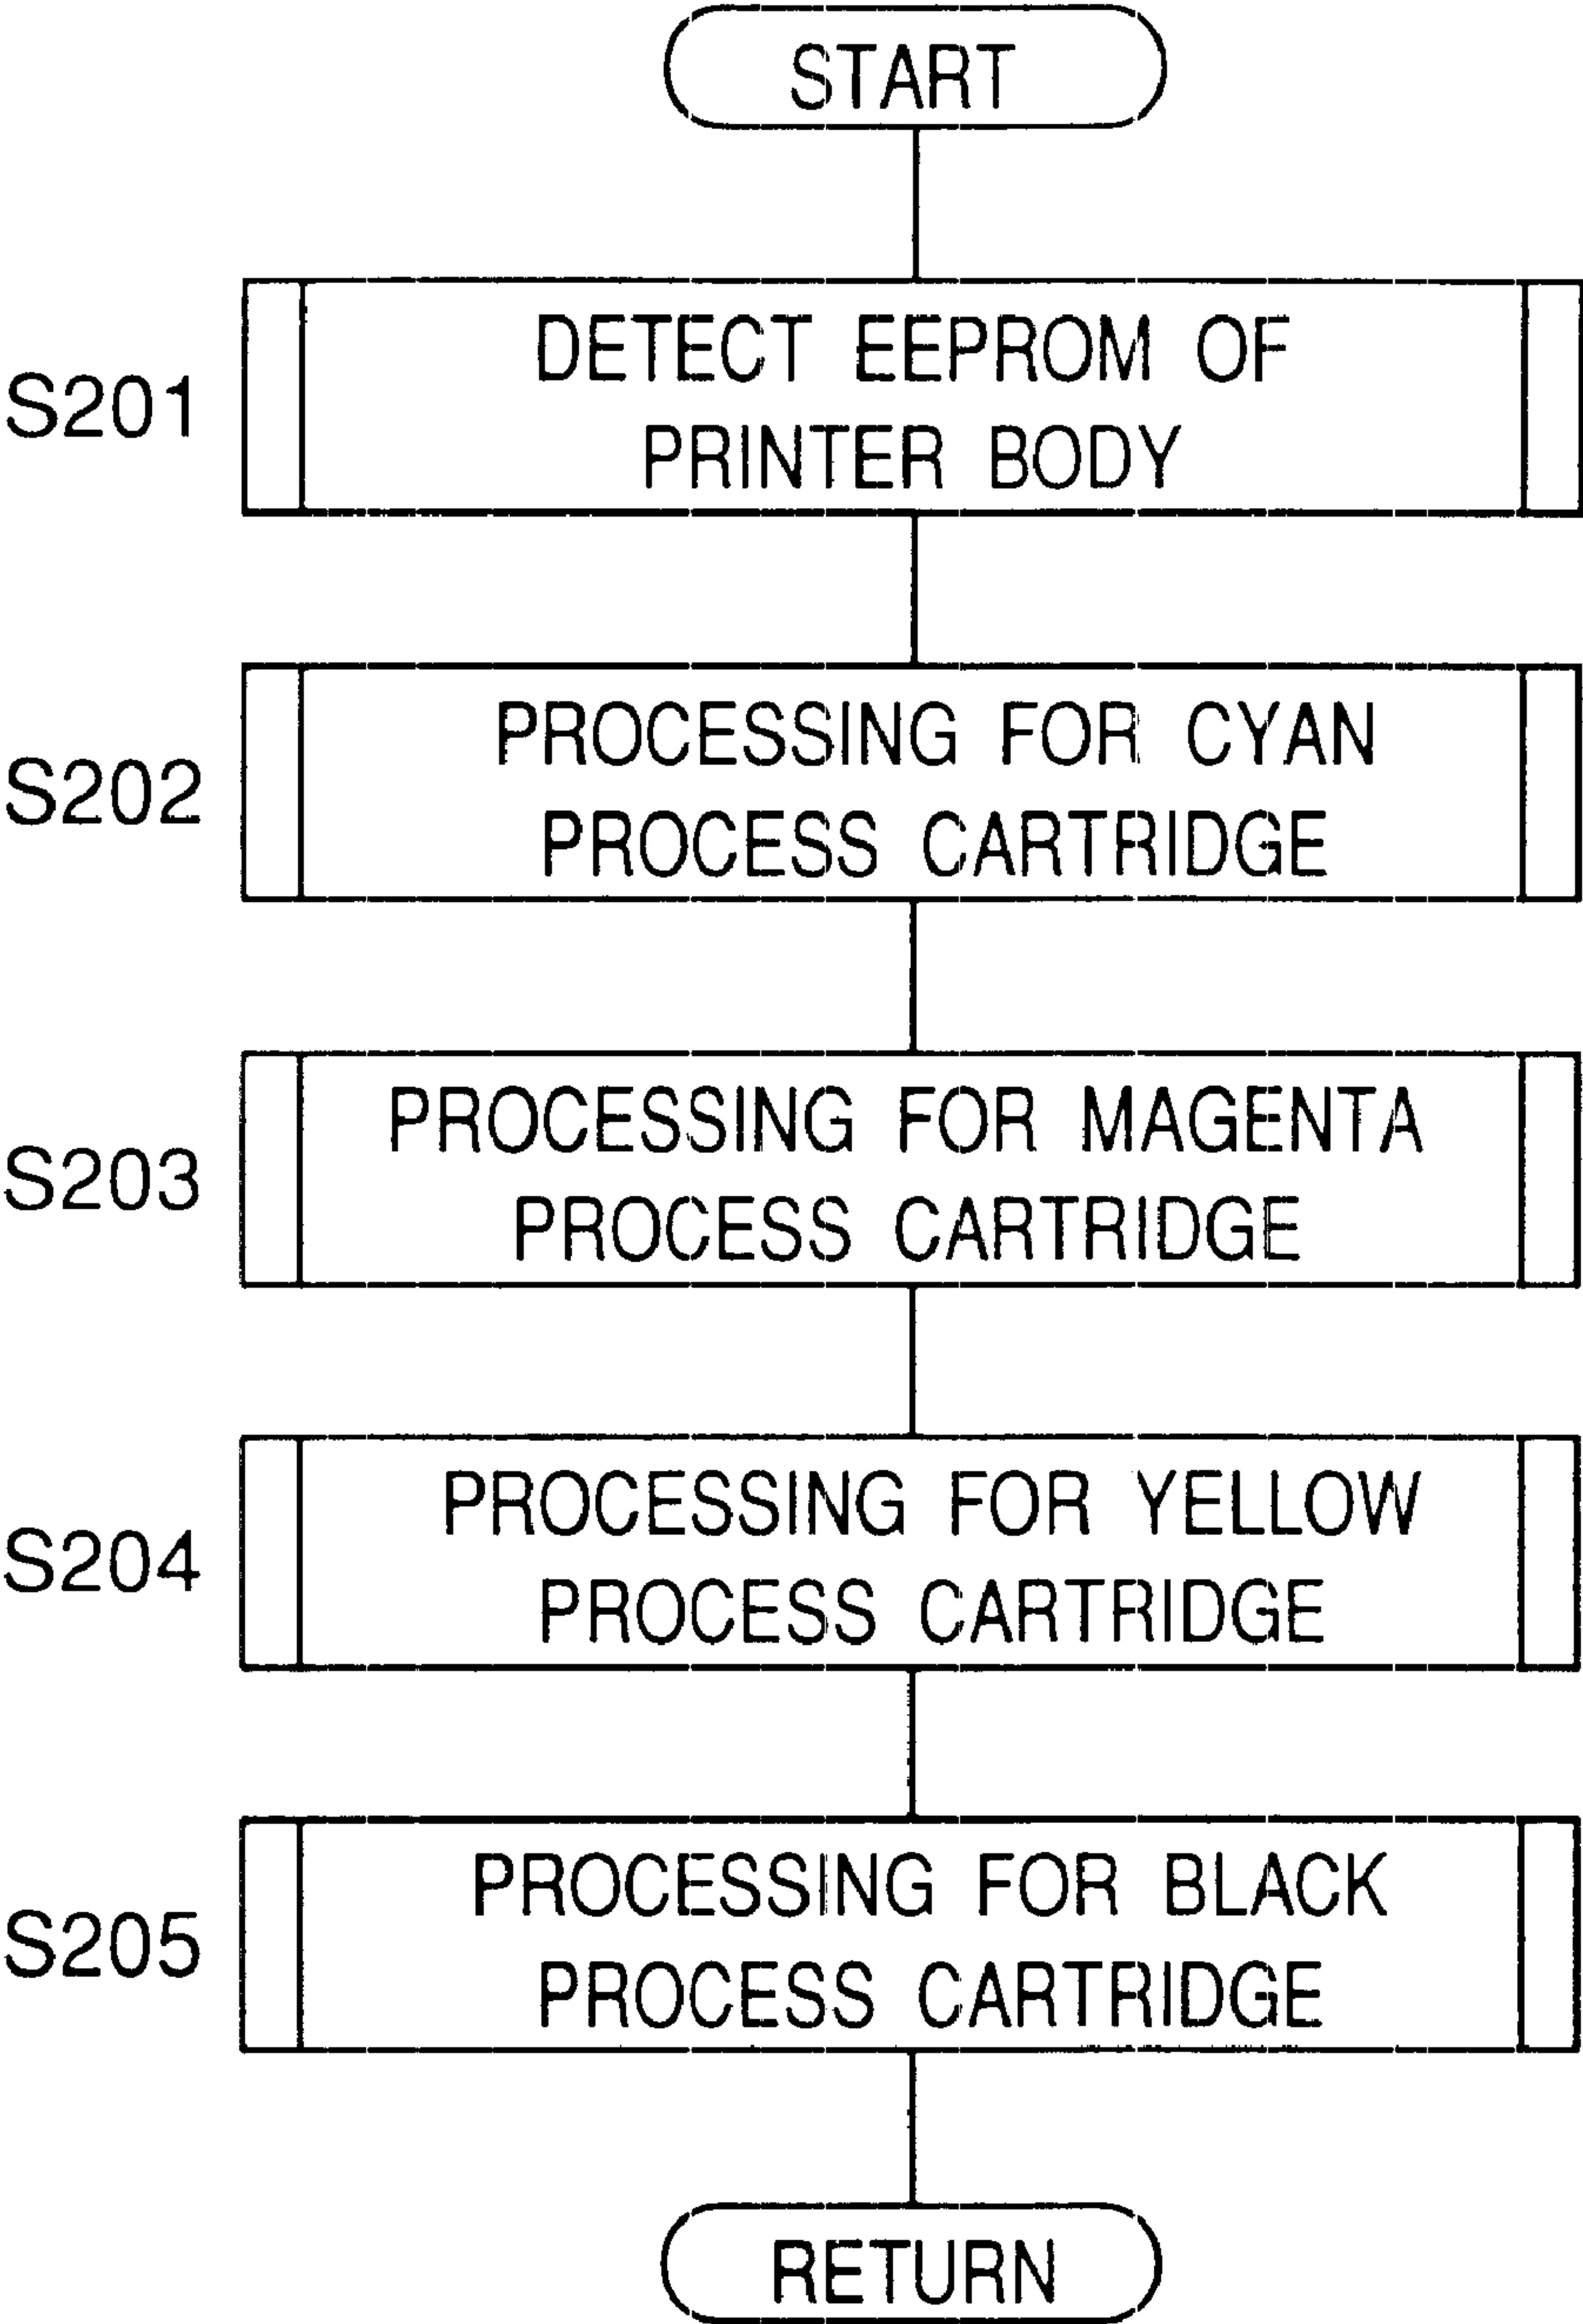 START
S201
DETECT EEPROM OF
PRINTER BODY
S202
PROCESSING FOR CYAN
PROCESS CARTRIDGE
S203
PROCESSING FOR MAGENTA
PROCESS CARTRIDGE
S204
PROCESSING FOR YELLOW
PROCESS CARTRIDGE
S205
PROCESSING FOR BLACK
PROCESS CARTRIDGE
RETURN